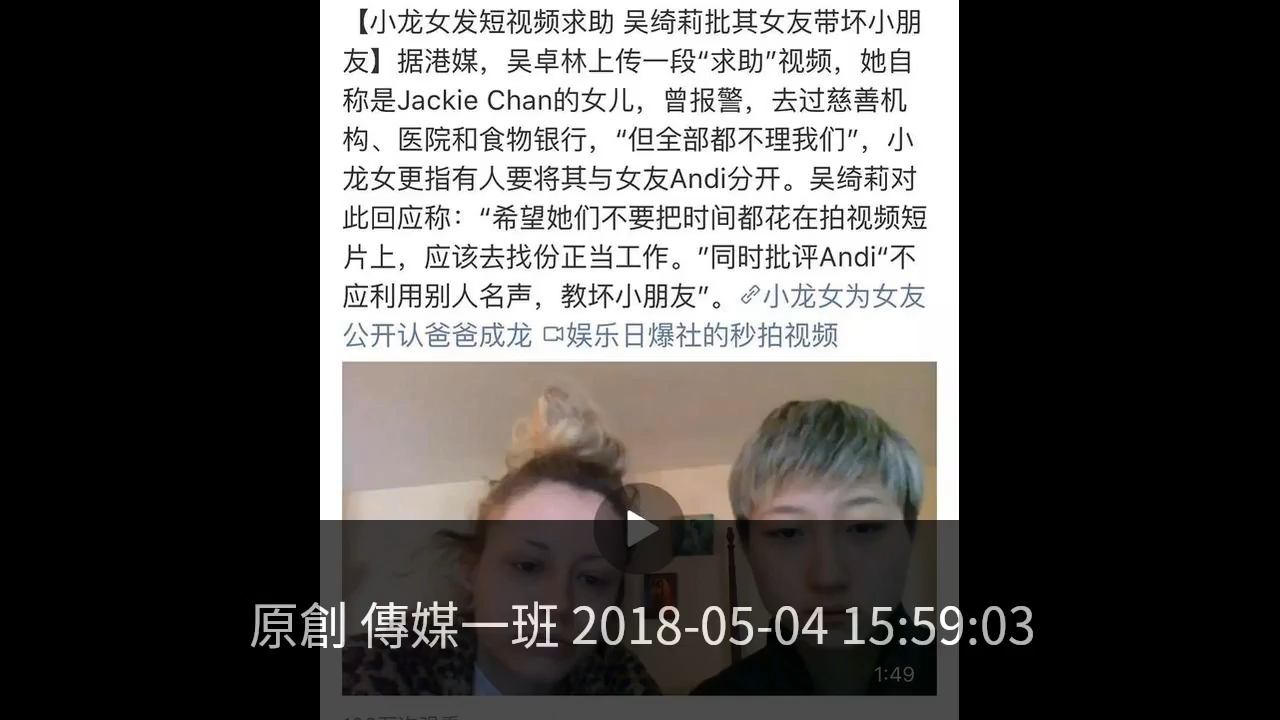 【小龙女发短视频求助 吴绮莉批其女友带坏小朋
友】据港媒，吴卓林上传一段“求助”视频，她自
称是Jackie Chan的女儿，曾报警，去过慈善机
构、医院和食物银行，“但全部都不理我们”，小
龙女更指有人要将其与女友Andi分开。吴绮莉对
此回应称：“希望她们不要把时间都花在拍视频短
片上，应该去找份正当工作。”同时批评Andi“不
应利用别人名声，教坏小朋友”。小龙女为女友
公开认爸爸成龙 娱乐日爆社的秒拍视频
原創 傳媒一班 2018-05-04 15:59:03
1:49